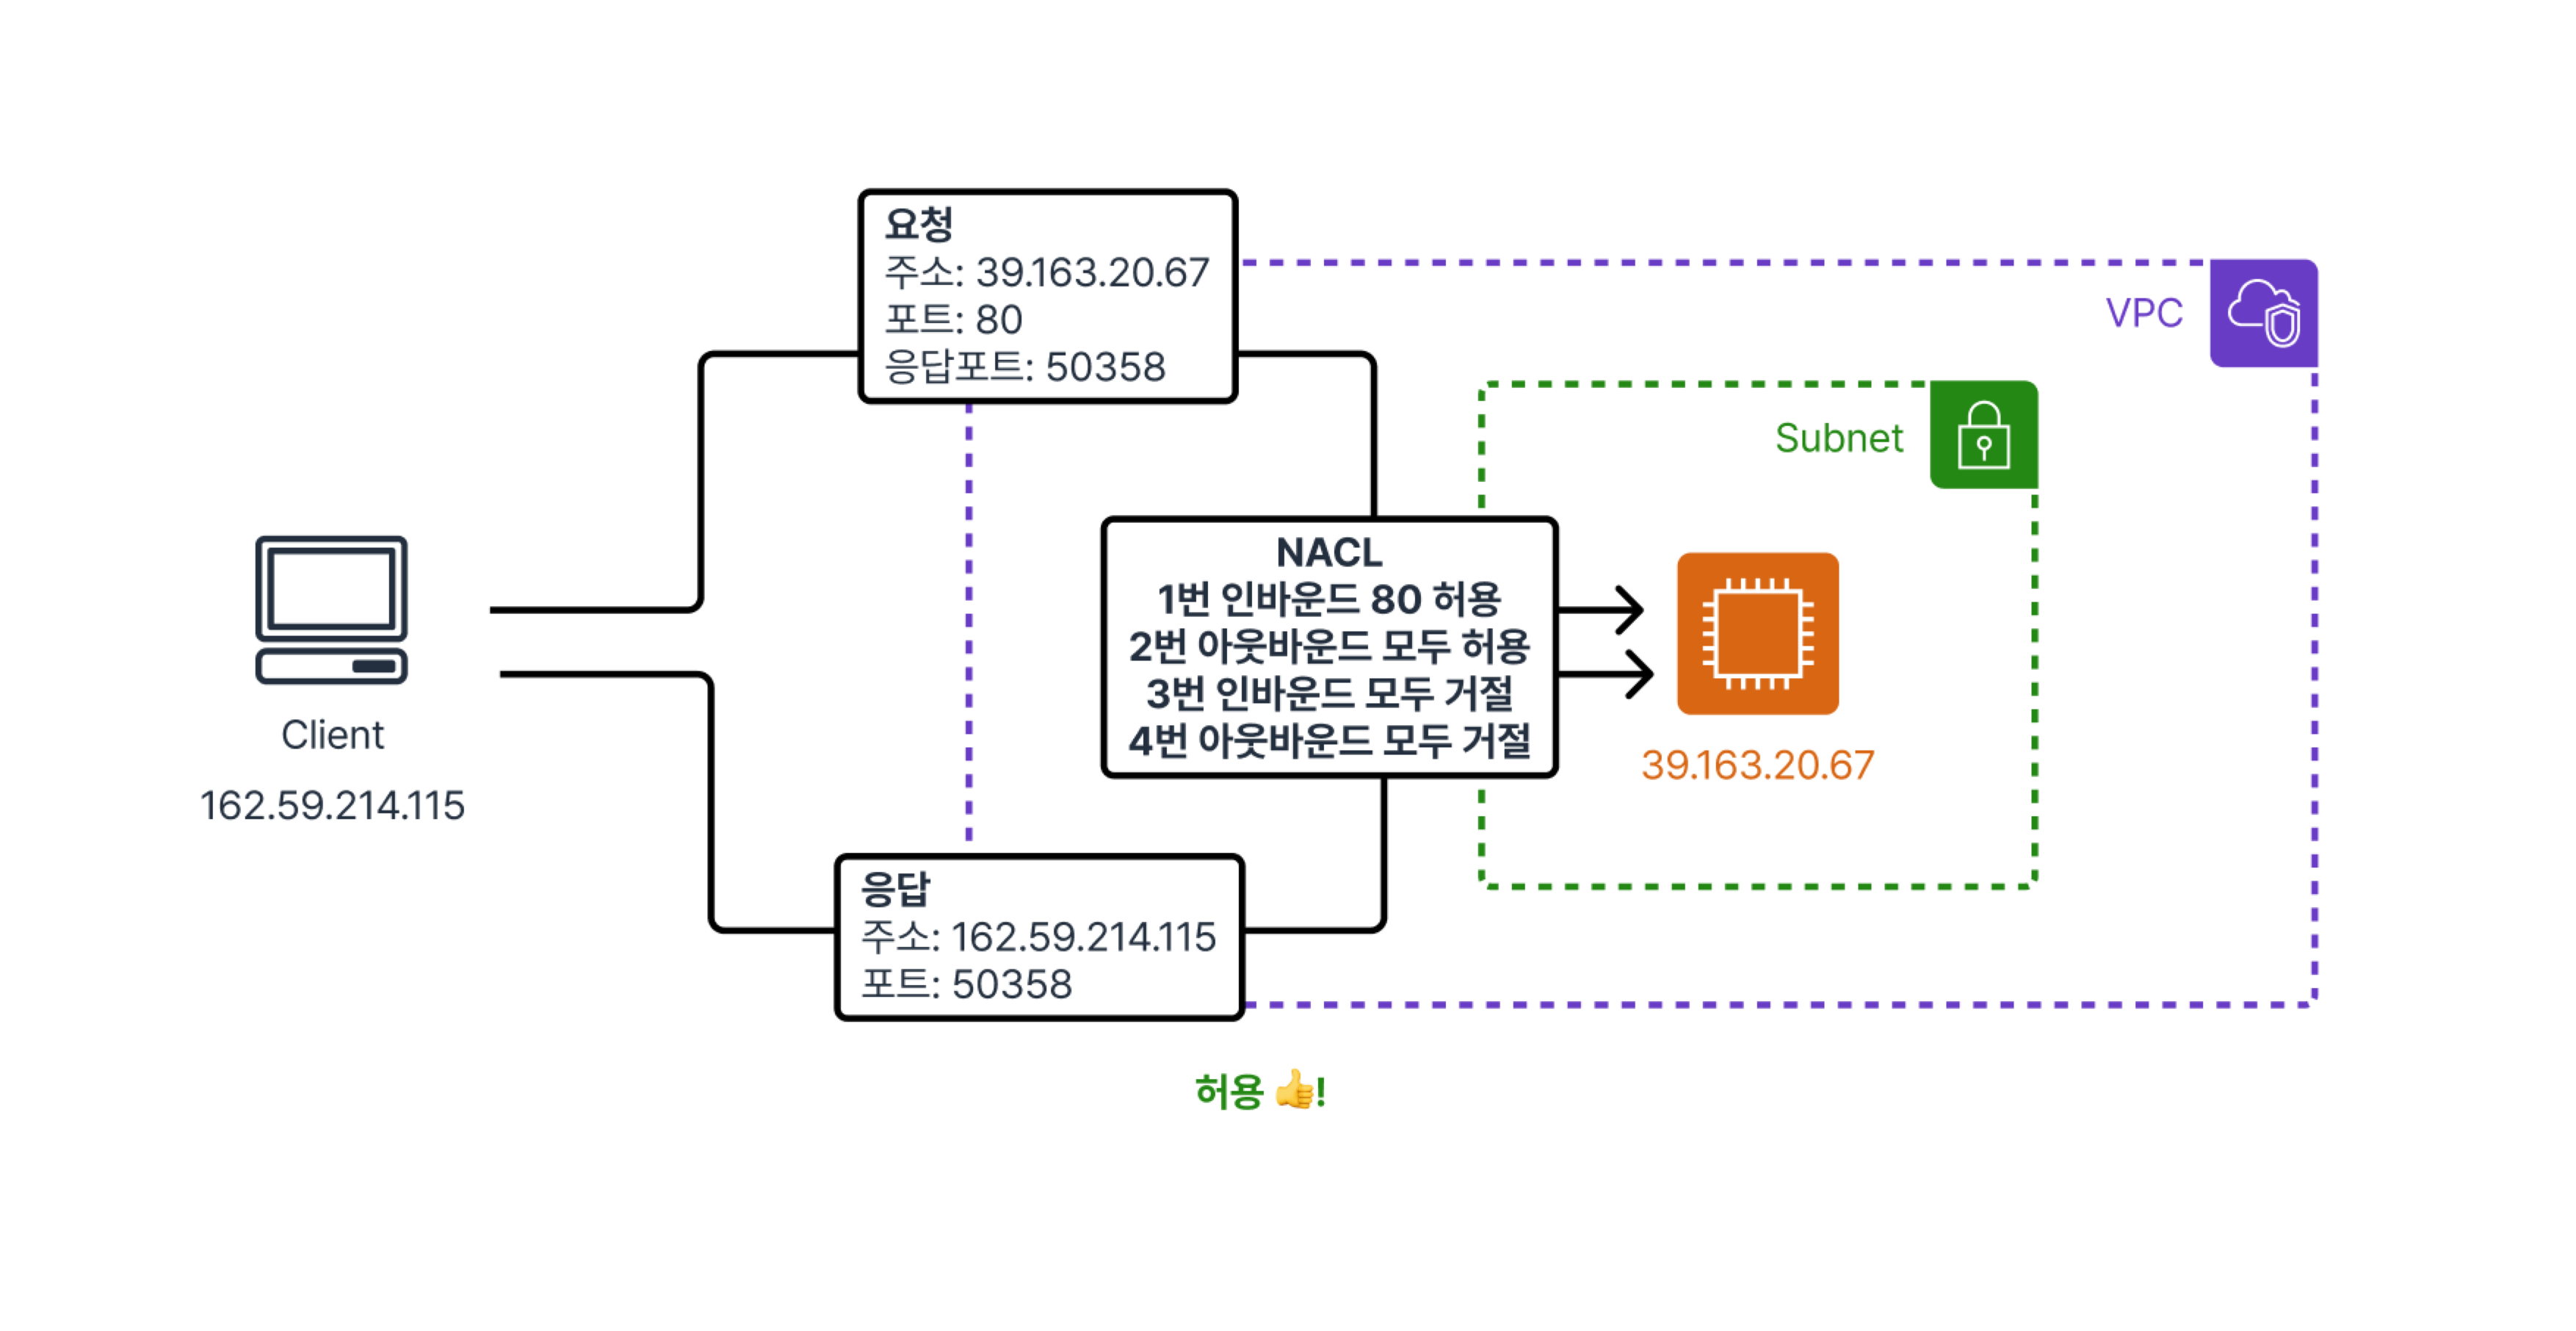 요청
주소: 39.163.20.67
포트: 80
응답포트: 50358
VPC
Subnet
NACL
1번 인바운드 80 허용
2번 아웃바운드 모두 허용
3번 인바운드 모두 거절
4번 아웃바운드 모두 거절
39.163.20.67
Client
162.59.214.115
응답
주소: 162.59.214.115
포트: 50358
허용 👍!